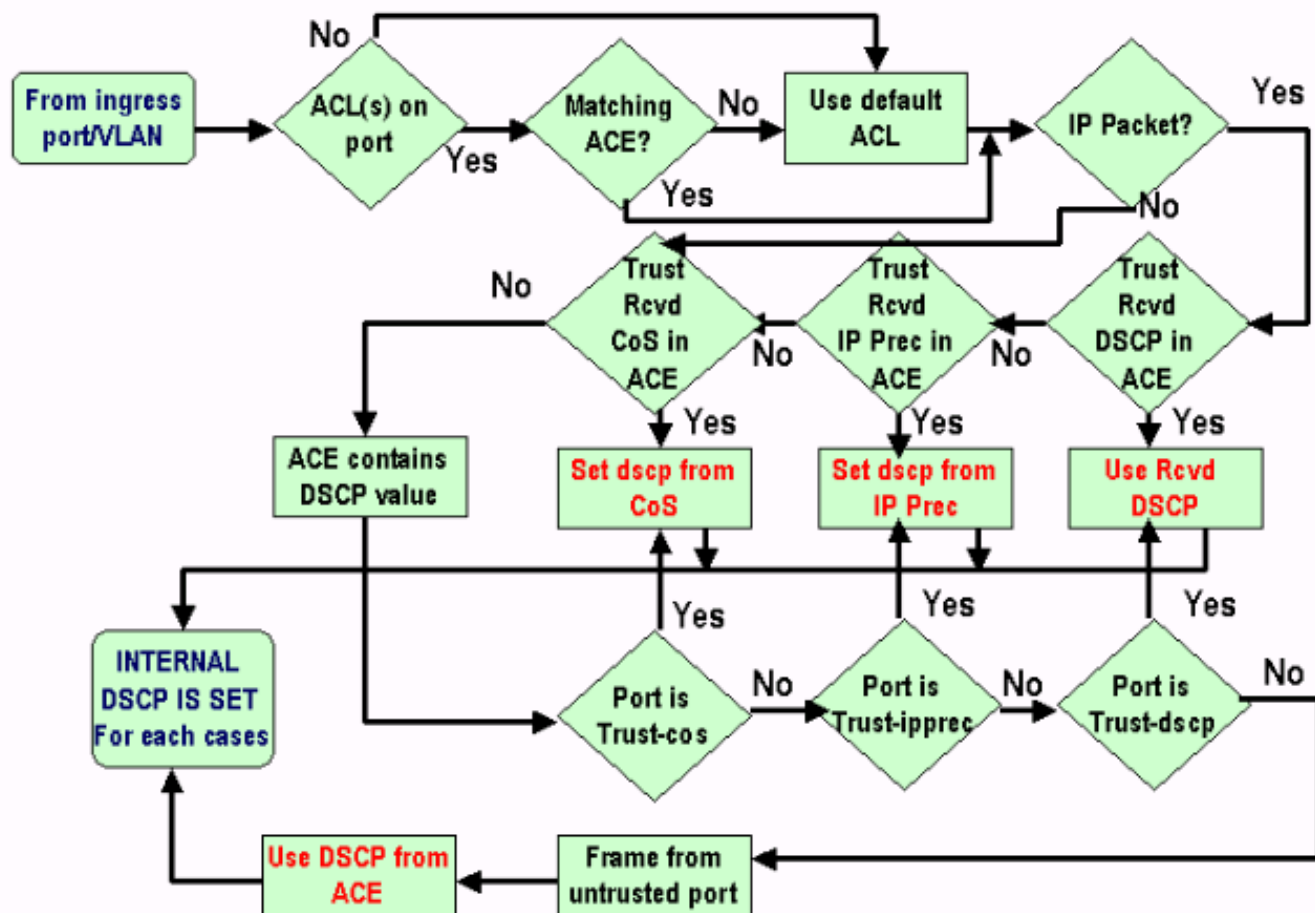 No
From ingress
port/VLAN
ACL(s) on
port
Yes
Matching
ACE?
No
Yes
Use default
ACL
IP Packet?
Yes
No
Trust
Rcvd
CoS in
ACE
No
Yes
Trust
Rcvd
IP Prec in
ACE
No
Yes
Trust
Rcvd
DSCP in
ACE
No
Yes
ACE contains
DSCP value
Set dscp from
CoS
Set dscp from
IP Prec
Use Rcvd
DSCP
Yes
Yes
Yes
INTERNAL
DSCP IS SET
For each cases
Port is
Trust-cos
No
Port is
Trust-ipprec
No
Port is
Trust-dscp
No
Use DSCP from
ACE
Frame from
untrusted port